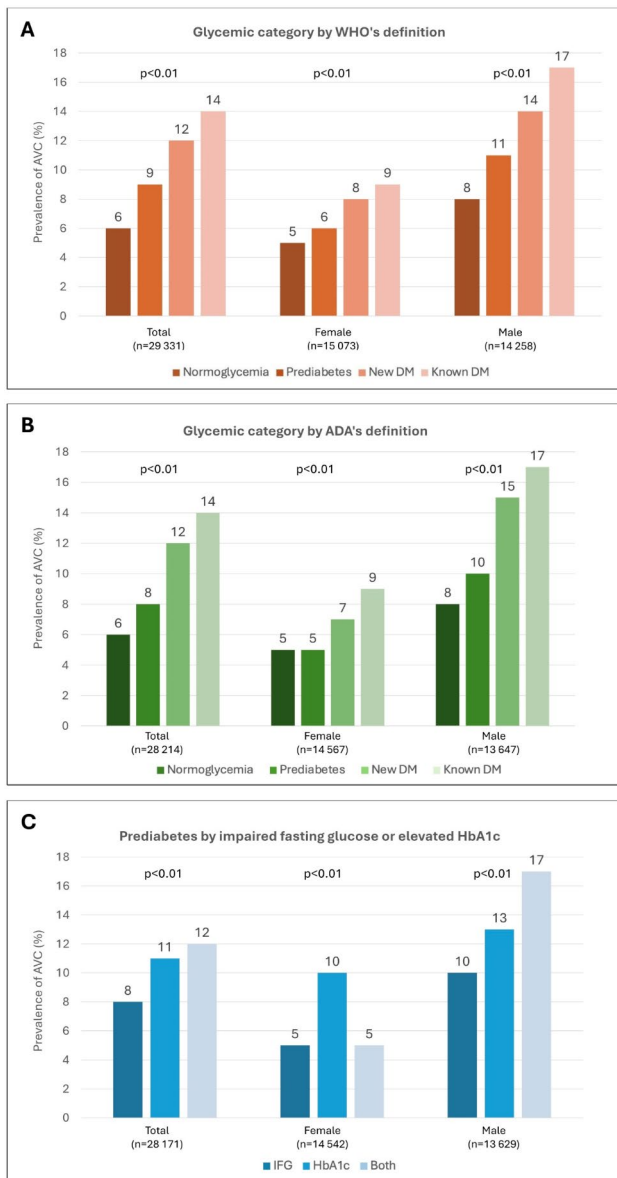 A
Glycemic category by WHO's definition
Prevalence of AVC (%)
18
16
14
12
10
8
6
4
2
0
p<0.01 p<0.01 p<0.01
6 9 12 14
5 6 8 9
8 11 14 17
Total Female Male
(n=29 331) (n=15 073) (n=14 258)
Normoglycemia Prediabetes New DM Known DM
B
Glycemic category by ADA's definition
Prevalence of AVC (%)
18
16
14
12
10
8
6
4
2
0
p<0.01 p<0.01 p<0.01
6 8 12 14
5 5 7 9
8 10 15 17
Total Female Male
(n=28 214) (n=14 567) (n=13 647)
Normoglycemia Prediabetes New DM Known DM
C
Prediabetes by impaired fasting glucose or elevated HbA1c
Prevalence of AVC (%)
18
16
14
12
10
8
6
4
2
0
p<0.01 p<0.01 p<0.01
8 11 12
5 10 5
10 13 17
Total Female Male
(n=28 171) (n=14 542) (n=13 629)
IFG HbA1c Both